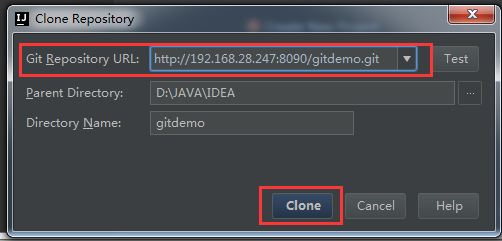 Clone Repository
Git Repository URL: http://192.168.28.247:8090/gitdemo.git Test
Parent Directory: D:\JAVA\IDEA ...
Directory Name: gitdemo
Clone Cancel Help